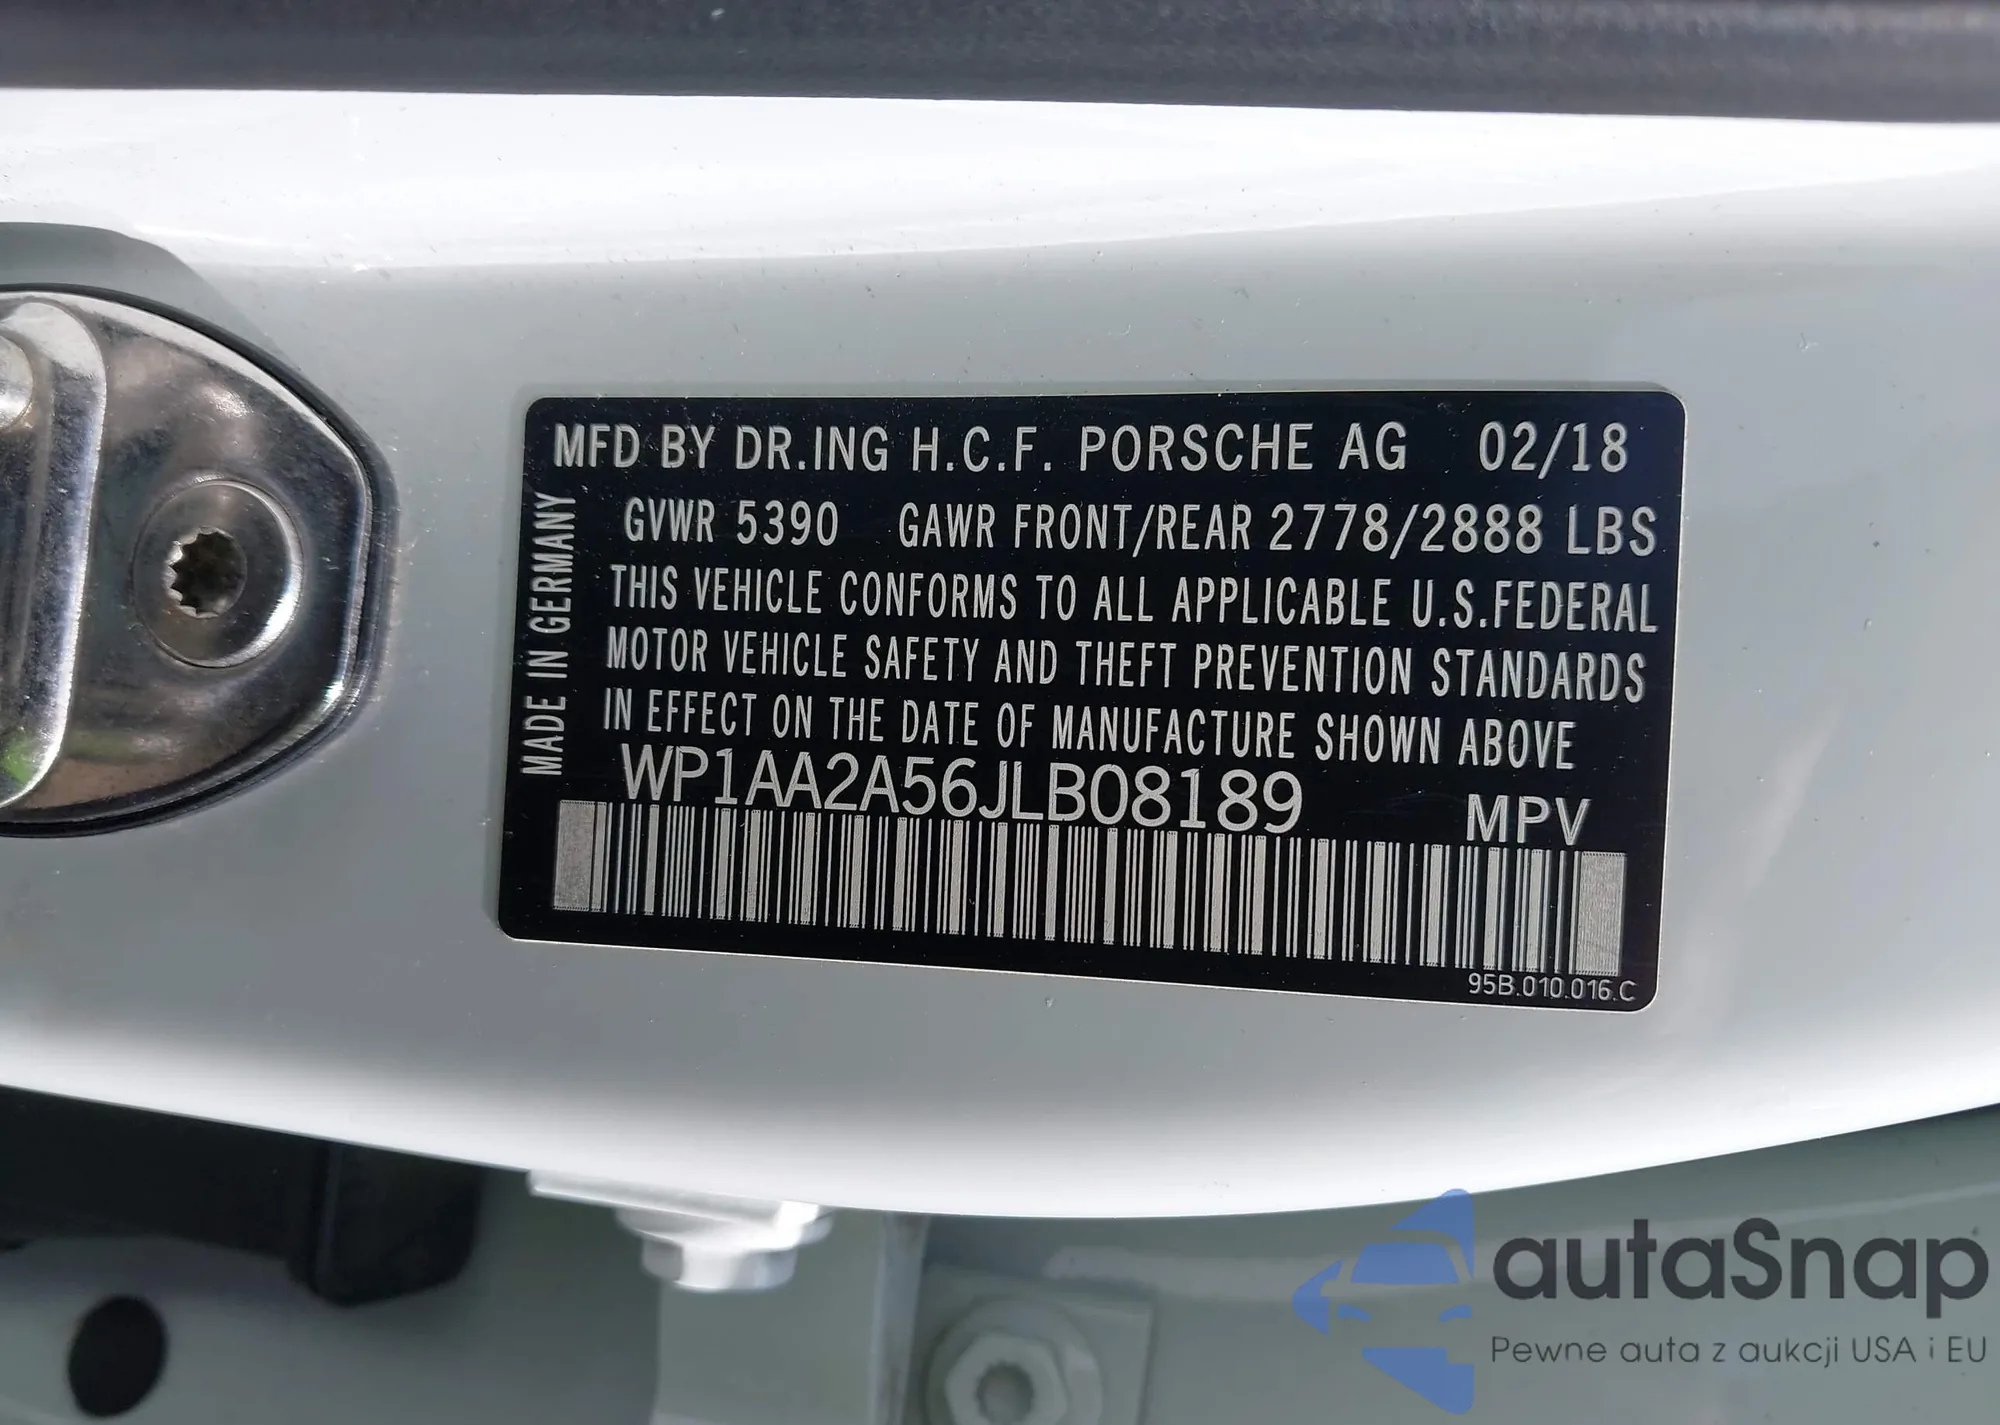 MFD BY DR.ING H.C.F. PORSCHE AG 02/18
GVWR 5390 GAWR FRONT/REAR 2778/2888 LBS
THIS VEHICLE CONFORMS TO ALL APPLICABLE U.S.FEDERAL
MOTOR VEHICLE SAFETY AND THEFT PREVENTION STANDARDS
IN EFFECT ON THE DATE OF MANUFACTURE SHOWN ABOVE
WP1AA2A56JLB08189 MPV
95B.010.016.C
MADE IN GERMANY
autaSnap
Pewne auta z aukcji USA i EU